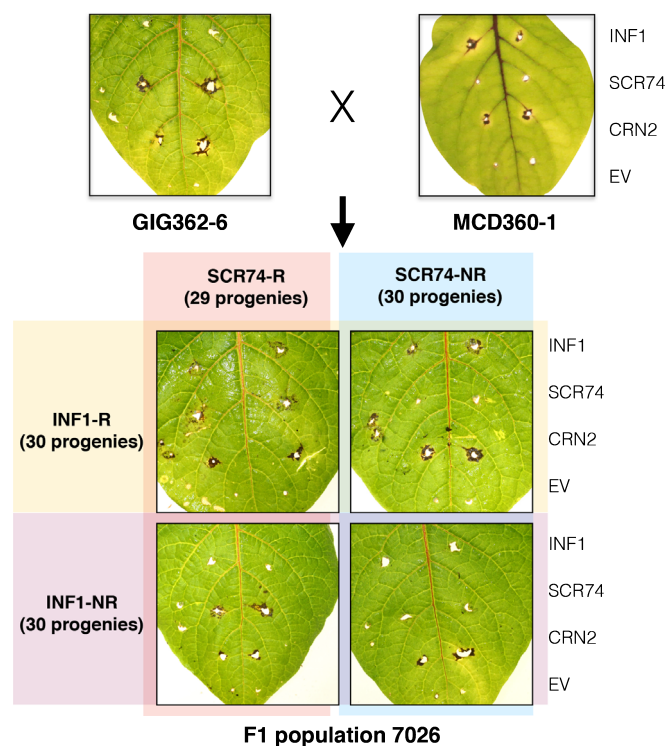 INF1
SCR74
X
CRN2
EV
GIG362-6
MCD360-1
SCR74-R
(29 progenies)
SCR74-NR
(30 progenies)
INF1-R
(30 progenies)
INF1
SCR74
CRN2
EV
INF1-NR
(30 progenies)
INF1
SCR74
CRN2
EV
F1 population 7026